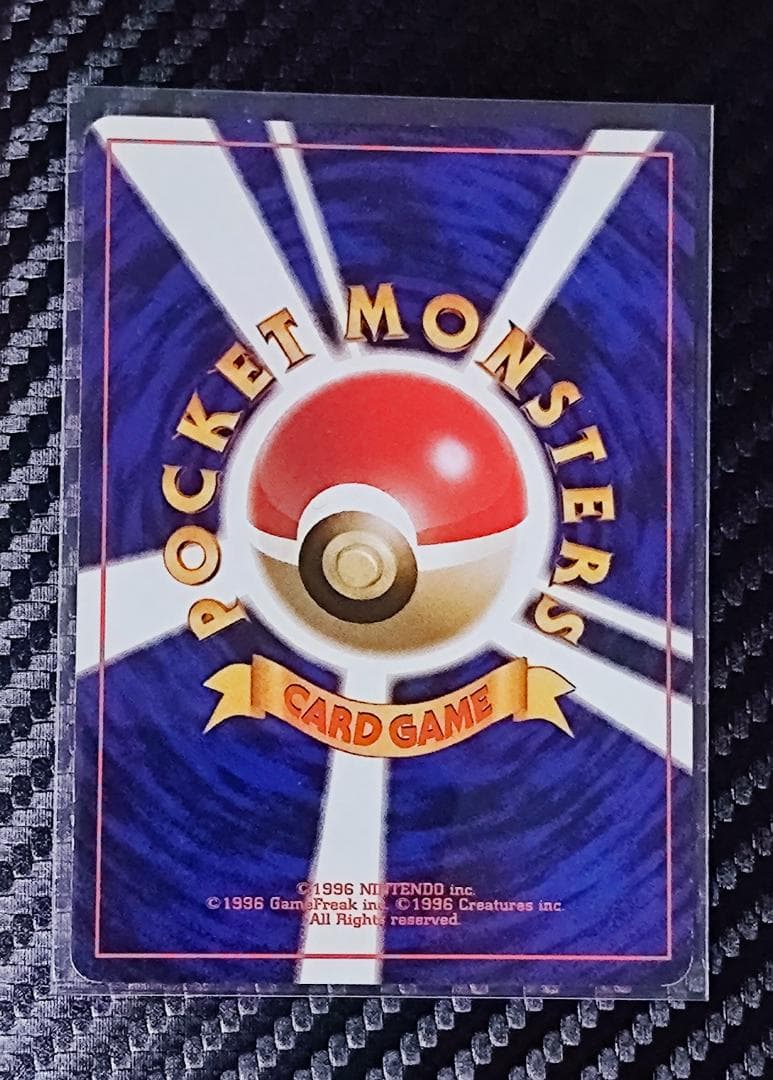 POCKET MONSTERS
CARD GAME
©1996 NINTENDO inc.
©1996 GameFreak inc. ©1996 Creatures inc.
All Rights reserved.